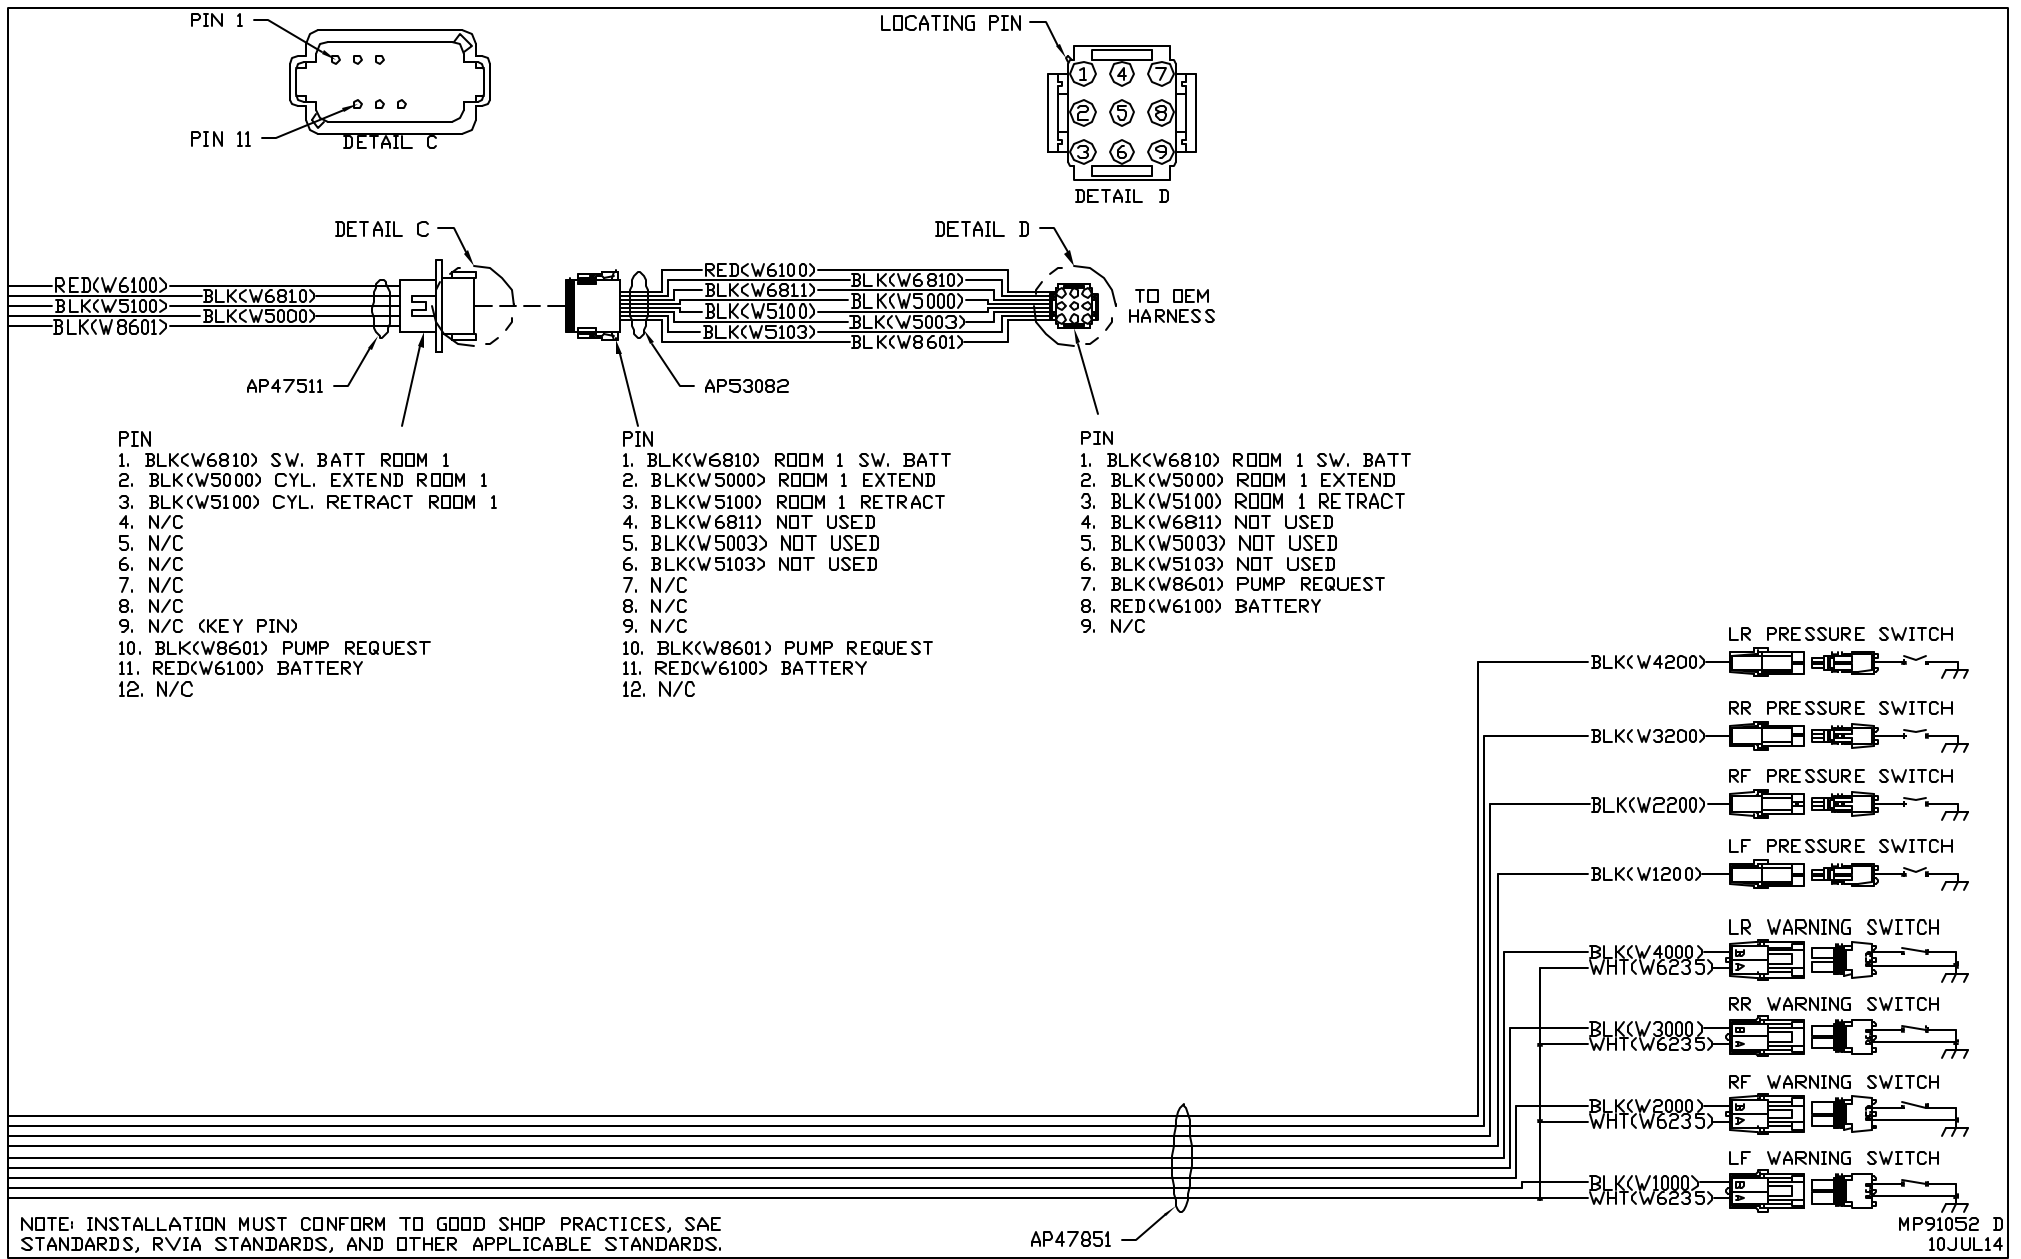 PIN 1
PIN 11
DETAIL C
LOCATING PIN
1 4 7
2 5 8
3 6 9
DETAIL D
DETAIL C
RED(W6100)
BLK(W6810)
BLK(W5100)
BLK(W5000)
BLK(W8601)
AP47511
DETAIL D
RED(W6100)
BLK(W6810)
BLK(W6811)
BLK(W5000)
BLK(W5100)
BLK(W5003)
BLK(W5103)
BLK(W8601)
TO OEM
HARNESS
AP53082
PIN
1. BLK(W6810) SW. BATT ROOM 1
2. BLK(W5000) CYL. EXTEND ROOM 1
3. BLK(W5100) CYL. RETRACT ROOM 1
4. N/C
5. N/C
6. N/C
7. N/C
8. N/C
9. N/C (KEY PIN)
10. BLK(W8601) PUMP REQUEST
11. RED(W6100) BATTERY
12. N/C
PIN
1. BLK(W6810) ROOM 1 SW. BATT
2. BLK(W5000) ROOM 1 EXTEND
3. BLK(W5100) ROOM 1 RETRACT
4. BLK(W6811) NOT USED
5. BLK(W5003) NOT USED
6. BLK(W5103) NOT USED
7. N/C
8. N/C
9. N/C
10. BLK(W8601) PUMP REQUEST
11. RED(W6100) BATTERY
12. N/C
PIN
1. BLK(W6810) ROOM 1 SW. BATT
2. BLK(W5000) ROOM 1 EXTEND
3. BLK(W5100) ROOM 1 RETRACT
4. BLK(W6811) NOT USED
5. BLK(W5003) NOT USED
6. BLK(W5103) NOT USED
7. BLK(W8601) PUMP REQUEST
8. RED(W6100) BATTERY
9. N/C
LR PRESSURE SWITCH
BLK(W4200)
RR PRESSURE SWITCH
BLK(W3200)
RF PRESSURE SWITCH
BLK(W2200)
LF PRESSURE SWITCH
BLK(W1200)
LR WARNING SWITCH
BLK(W4000) B
WHT(W6235) A
RR WARNING SWITCH
BLK(W3000) B
WHT(W6235) A
RF WARNING SWITCH
BLK(W2000) B
WHT(W6235) A
LF WARNING SWITCH
BLK(W1000) B
WHT(W6235) A
AP47851
NOTE: INSTALLATION MUST CONFORM TO GOOD SHOP PRACTICES, SAE
STANDARDS, RVIA STANDARDS, AND OTHER APPLICABLE STANDARDS.
MP91052 D
10JUL14